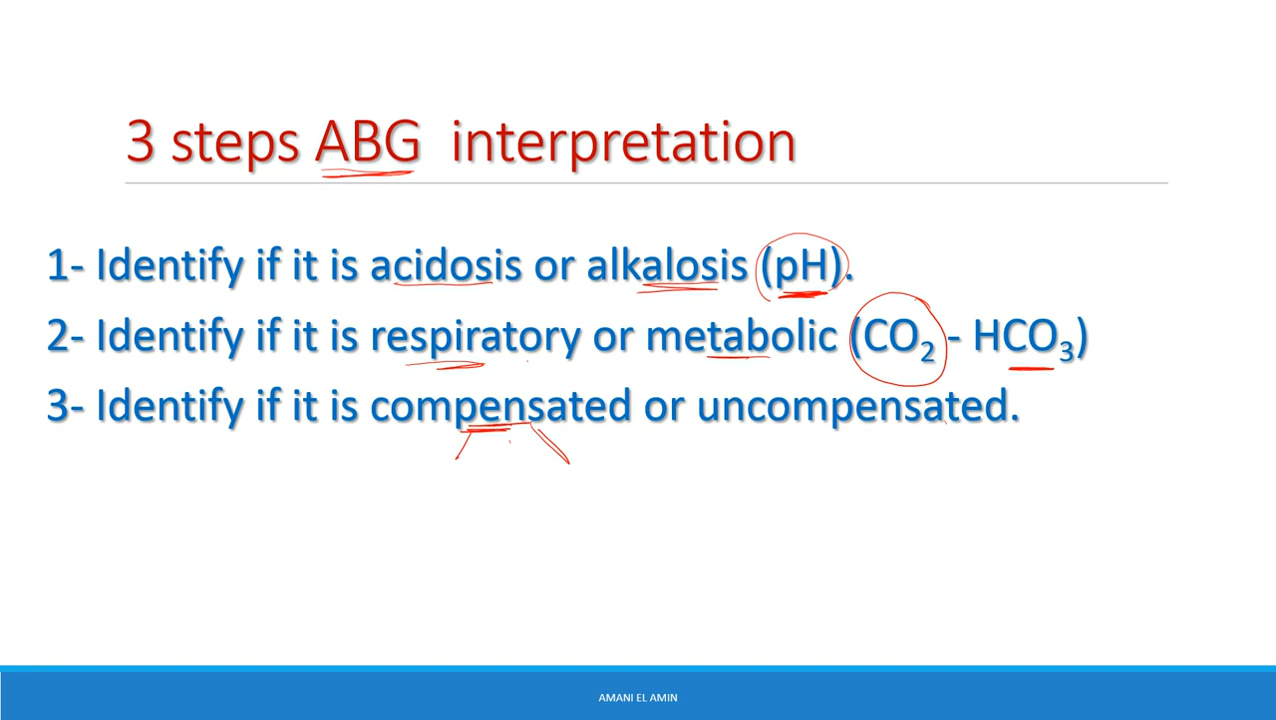 3 steps ABG interpretation
1- Identify if it is acidosis or alkalosis (pH).
2- Identify if it is respiratory or metabolic (CO₂ - HCO₃)
3- Identify if it is compensated or uncompensated.
AMANI EL AMIN